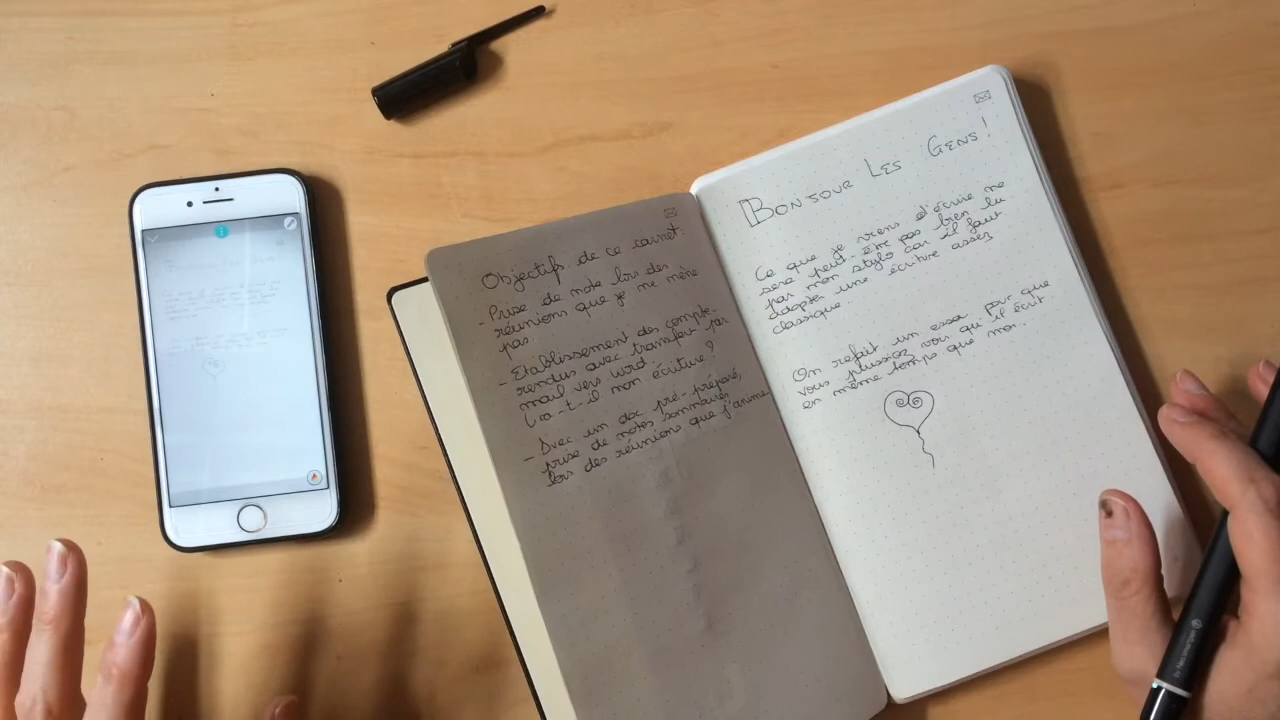 Objectifs de ce carnet:
- Prise de note lors des
réunions que je ne mène
pas.
- Etablissement des compte-
rendus avec transfert par
mail vers word.
Lira-t-il mon écriture ?
- Avec un doc pré-préparé,
prise de notes sommaires
lors des réunions que j'anime
BONJOUR LES GENS !
Ce que je viens d'écrire ne
sera peut-être pas bien lu
par mon stylo car il faut
adopter une écriture assez
classique..
On refait un essai pour que
vous puissiez voir qu'il écrit
en même temps que moi..